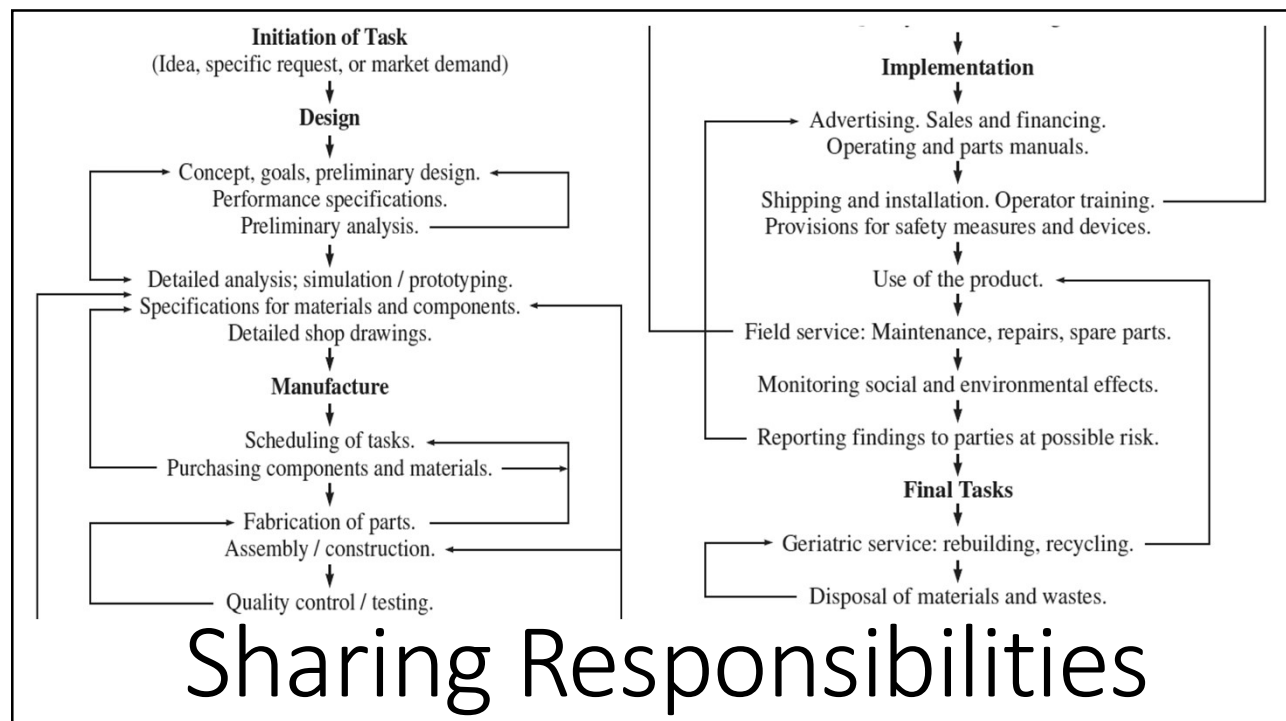 Initiation of Task
(Idea, specific request, or market demand)
Design
Concept, goals, preliminary design.
Performance specifications.
Preliminary analysis.
Detailed analysis; simulation / prototyping.
Specifications for materials and components.
Detailed shop drawings.
Manufacture
Scheduling of tasks.
Purchasing components and materials.
Fabrication of parts.
Assembly / construction.
Quality control / testing.
Implementation
Advertising. Sales and financing.
Operating and parts manuals.
Shipping and installation. Operator training.
Provisions for safety measures and devices.
Use of the product.
Field service: Maintenance, repairs, spare parts.
Monitoring social and environmental effects.
Reporting findings to parties at possible risk.
Final Tasks
Geriatric service: rebuilding, recycling.
Disposal of materials and wastes.
Sharing Responsibilities